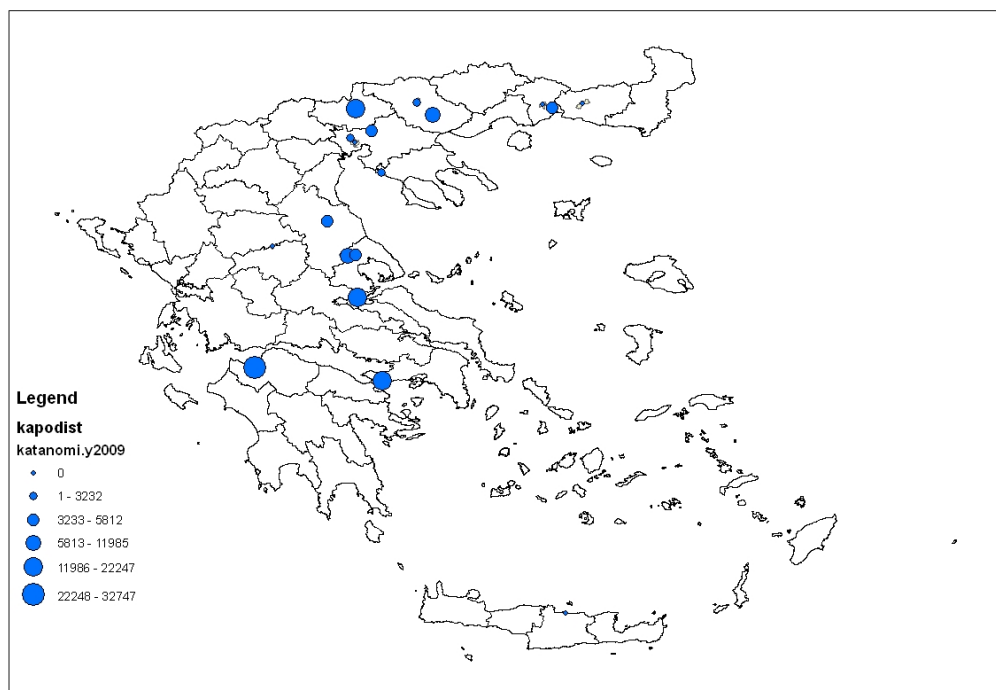 Legend
kapodist
katanomi.y2009
0
1 - 3232
3233 - 5812
5813 - 11985
11986 - 22247
22248 - 32747